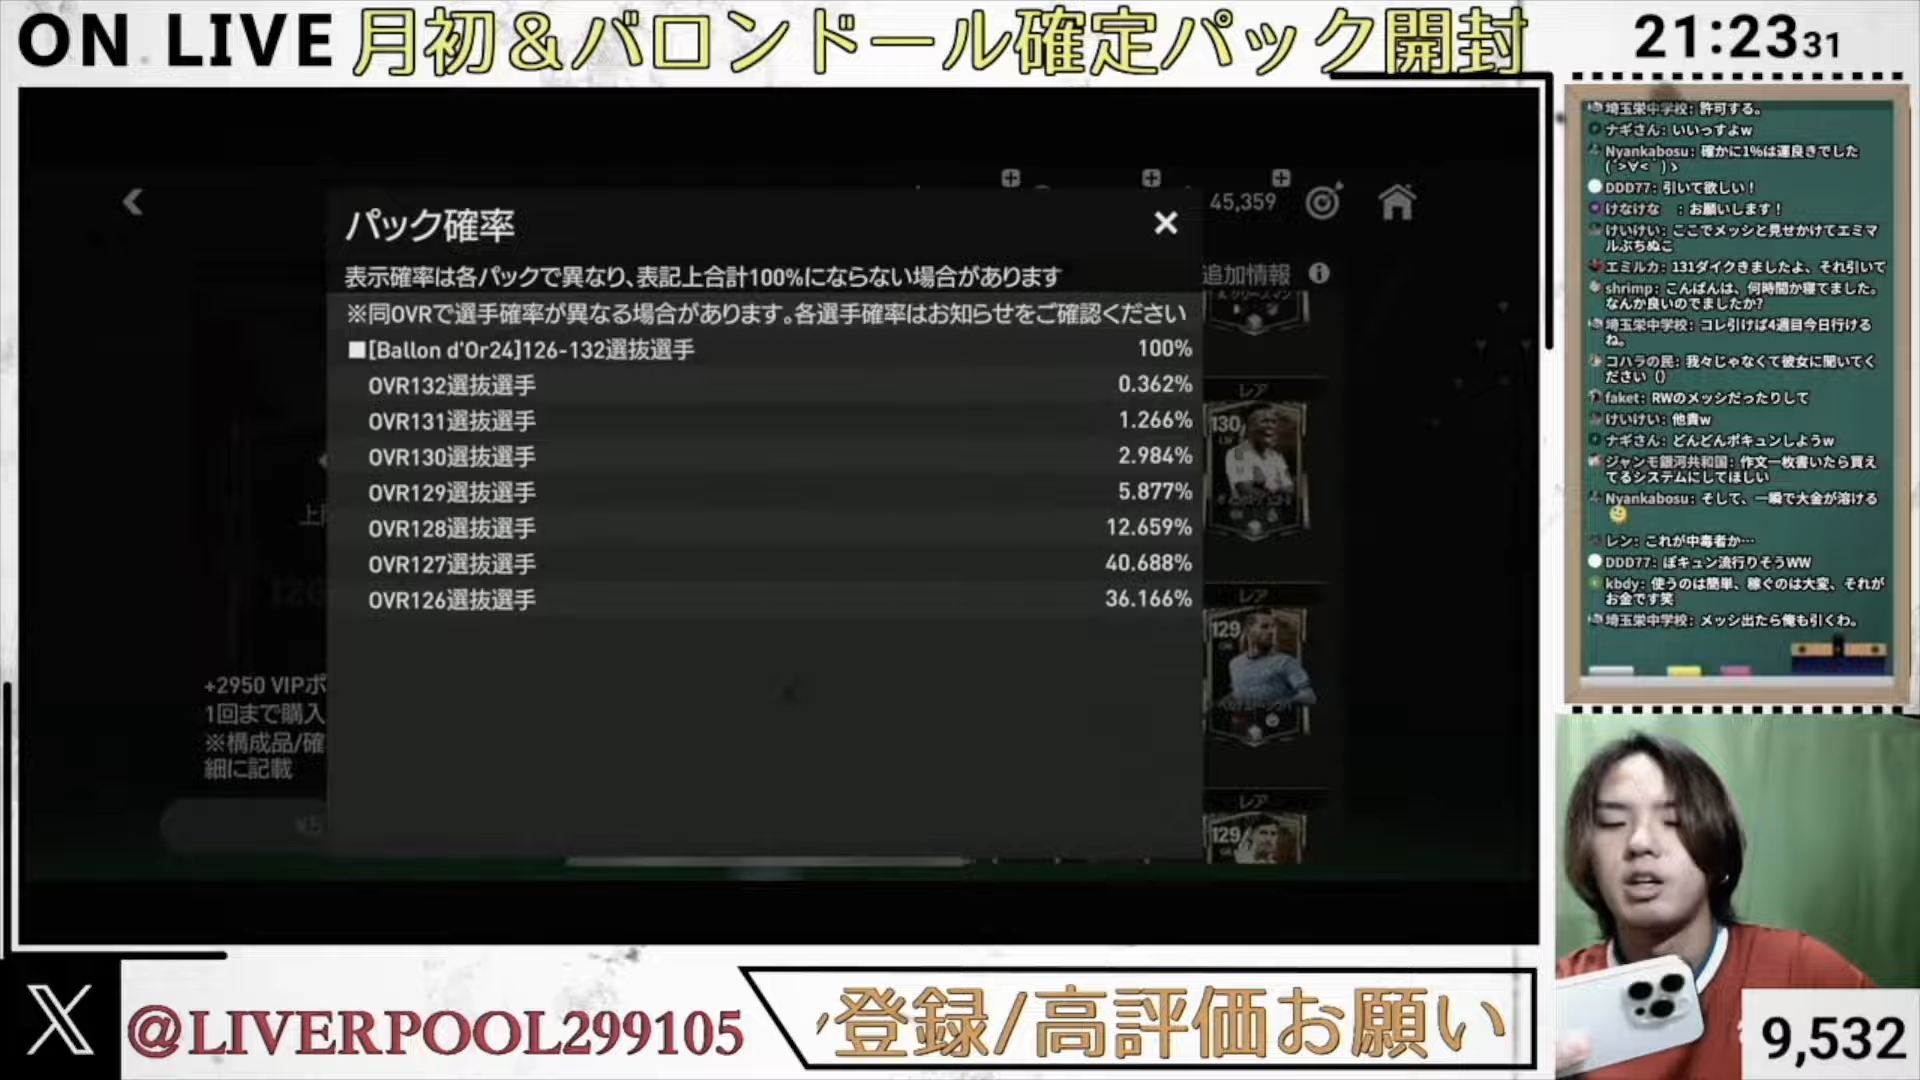 ON LIVE 月初&バロンドール確定パック開封
21:23 31
45,359
パック確率
表示確率は各パックで異なり、表記上合計100%にならない場合があります
※同OVRで選手確率が異なる場合があります。各選手確率はお知らせをご確認ください
■[Ballon d'Or24]126-132選抜選手 100%
OVR132選抜選手 0.362%
OVR131選抜選手 1.266%
OVR130選抜選手 2.984%
OVR129選抜選手 5.877%
OVR128選抜選手 12.659%
OVR127選抜選手 40.688%
OVR126選抜選手 36.166%
追加情報
レア
130
レア
129
レア
129
+2950 VIPポ
1回まで購入
※構成品/確
細に記載
埼玉栄中学校: 許可する。
ナギさん: いいっすよw
Nyankabosu: 確かに1%は運良きでした
(´>∀<｀)ゝ
DDD77: 引いて欲しい!
けなけな : お願いします!
けいけい: ここでメッシと見せかけてエミマ
ルぶちぬこ
エミルカ: 131ダイクきましたよ、それ引いて
shrimp: こんばんは、何時間か寝てました。
なんか良いのでましたか?
埼玉栄中学校: コレ引けば4週目今日行ける
ね。
コハラの民: 我々じゃなくて彼女に聞いてく
ださい()
faket: RWのメッシだったりして
けいけい: 他責w
ナギさん: どんどんポキュンしようw
ジャンモ銀河共和国: 作文一枚書いたら買え
てるシステムにしてほしい
Nyankabosu: そして、一瞬で大金が溶ける
レン: これが中毒者か…
DDD77: ぽキュン流行りそうWW
kbdy: 使うのは簡単、稼ぐのは大変、それが
お金です笑
埼玉栄中学校: メッシ出たら俺も引くわ。
X @LIVERPOOL299105
登録/高評価お願い
9,532